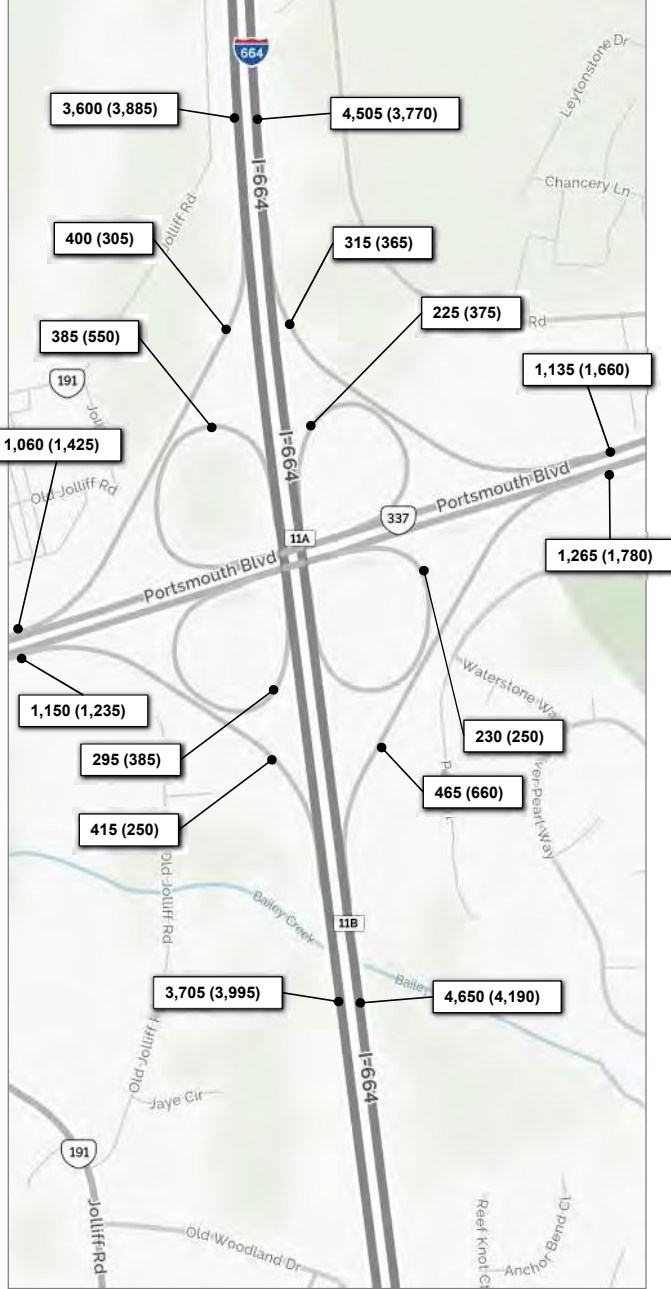 Leytonstone Dr
664
3,600 (3,885)
4,505 (3,770)
I-664
Chancery Ln
Jolliff Rd
400 (305)
315 (365)
225 (375)
Rd
385 (550)
1,135 (1,660)
191
1,060 (1,425)
I-664
Portsmouth Blvd
Old Jolliff Rd
337
11A
1,265 (1,780)
Portsmouth Blvd
Waterstone Way
1,150 (1,235)
230 (250)
295 (385)
465 (660)
415 (250)
Old Jolliff Rd
Bailey Creek
11B
Bailey
3,705 (3,995)
4,650 (4,190)
Old Jolliff R
I-664
Jaye Cir
191
Jolliff Rd
Old Woodland Dr
Reef Knot Ct
Anchor Bend Ct